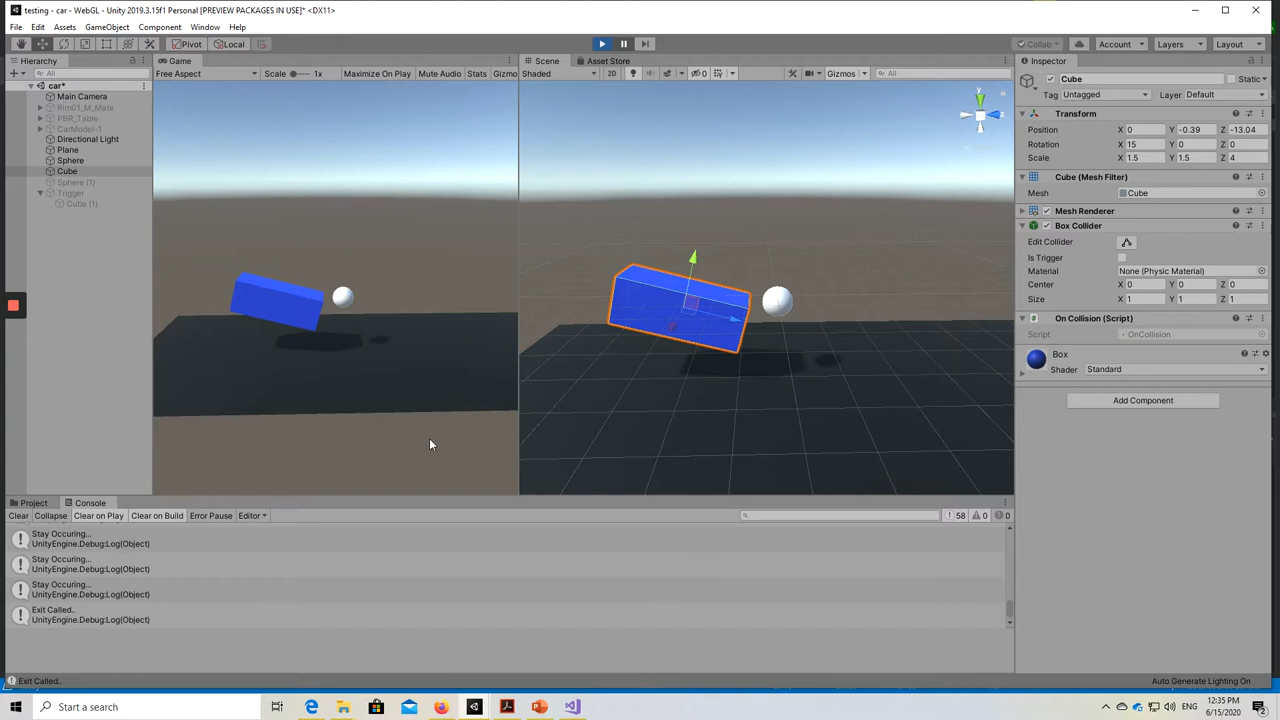 testing - car - WebGL - Unity 2019.3.15f1 Personal [PREVIEW PACKAGES IN USE]* <DX11>
File Edit Assets GameObject Component Window Help
Pivot Local Collab Account Layers Layout
Hierarchy
All
car*
Main Camera
Rim01_M_Mate
PBR_Table
CarModel-1
Directional Light
Plane
Sphere
Cube
Sphere (1)
Trigger
Cube (1)
Game
Free Aspect Scale 1x Maximize On Play Mute Audio Stats Gizmo
Scene Asset Store
Shaded 2D 0 Gizmos All
y
z
Inspector
Cube Static
Tag Untagged Layer Default
Transform
Position X 0 Y -0.39 Z -13.04
Rotation X 15 Y 0 Z 0
Scale X 1.5 Y 1.5 Z 4
Cube (Mesh Filter)
Mesh Cube
Mesh Renderer
Box Collider
Edit Collider
Is Trigger
Material None (Physic Material)
Center X 0 Y 0 Z 0
Size X 1 Y 1 Z 1
On Collision (Script)
Script OnCollision
Box
Shader Standard
Add Component
Project Console
Clear Collapse Clear on Play Clear on Build Error Pause Editor 58 0 0
Stay Occuring...
UnityEngine.Debug:Log(Object)
Stay Occuring...
UnityEngine.Debug:Log(Object)
Stay Occuring...
UnityEngine.Debug:Log(Object)
Exit Called..
UnityEngine.Debug:Log(Object)
Exit Called..
Auto Generate Lighting On
Start a search
ENG
12:35 PM
6/15/2020
2